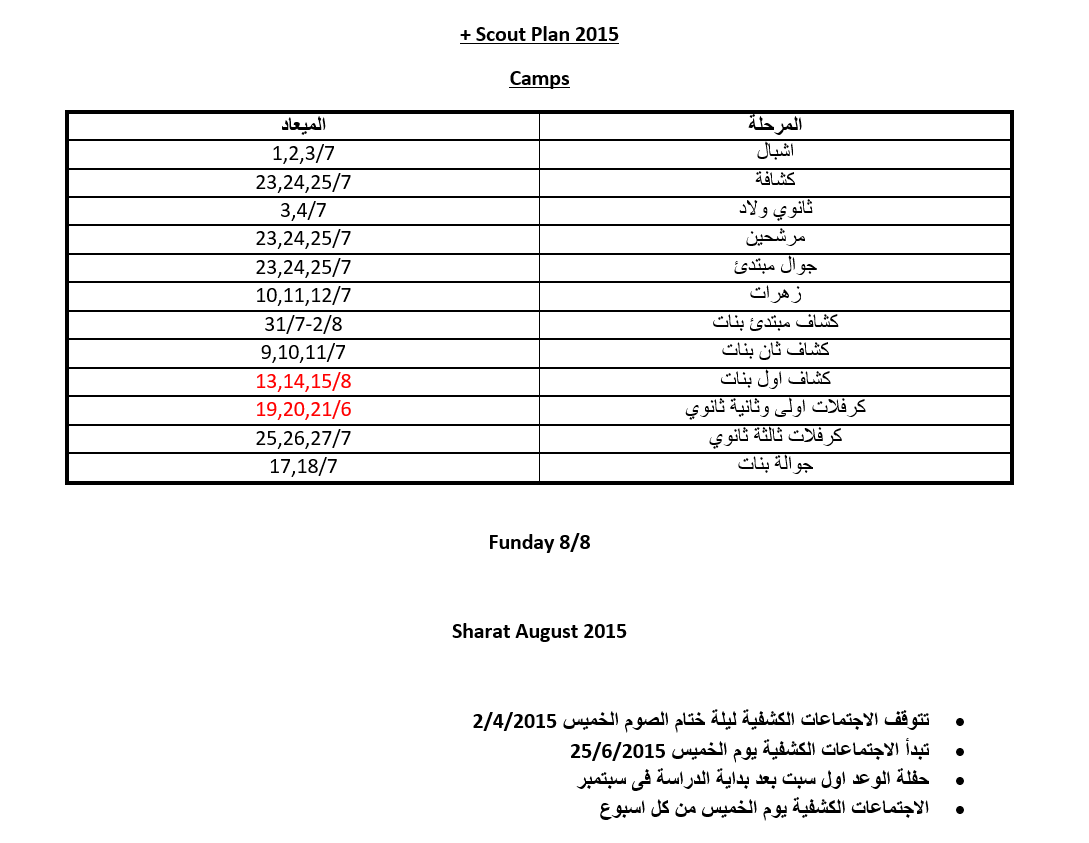 + Scout Plan 2015
Camps
المرحلة الميعاد
اشبال 1,2,3/7
كشافة 23,24,25/7
ثانوي ولاد 3,4/7
مرشحين 23,24,25/7
جوال مبتدئ 23,24,25/7
زهرات 10,11,12/7
كشاف مبتدئ بنات 31/7-2/8
كشاف ثان بنات 9,10,11/7
كشاف اول بنات 13,14,15/8
كرفلات اولى وثانية ثانوي 19,20,21/6
كرفلات ثالثة ثانوي 25,26,27/7
جوالة بنات 17,18/7
Funday 8/8
Sharat August 2015
• تتوقف الاجتماعات الكشفية ليلة ختام الصوم الخميس 2/4/2015
• تبدأ الاجتماعات الكشفية يوم الخميس 25/6/2015
• حفلة الوعد اول سبت بعد بداية الدراسة فى سبتمبر
• الاجتماعات الكشفية يوم الخميس من كل اسبوع